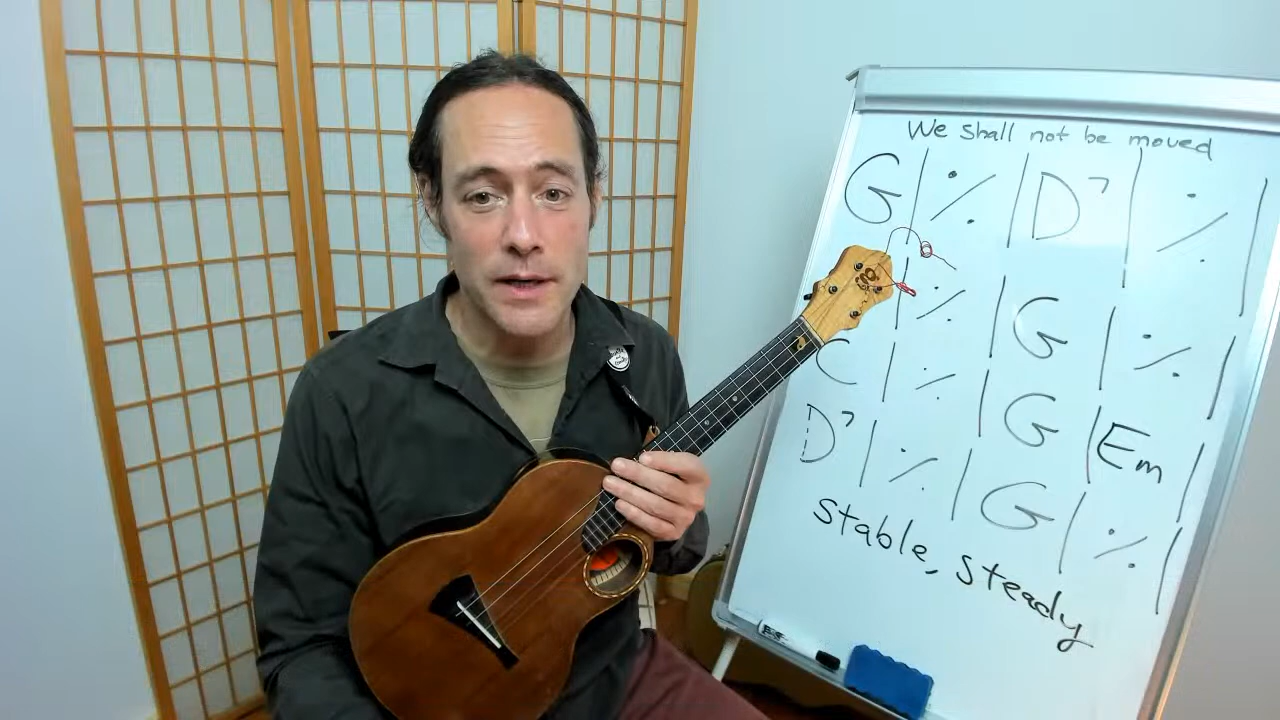 We shall not be moved
G | ٪ | D7 | ٪ |
| ٪ | G | ٪ |
C | ٪ | G | Em |
D7 | ٪ | G | ٪ |
stable, steady